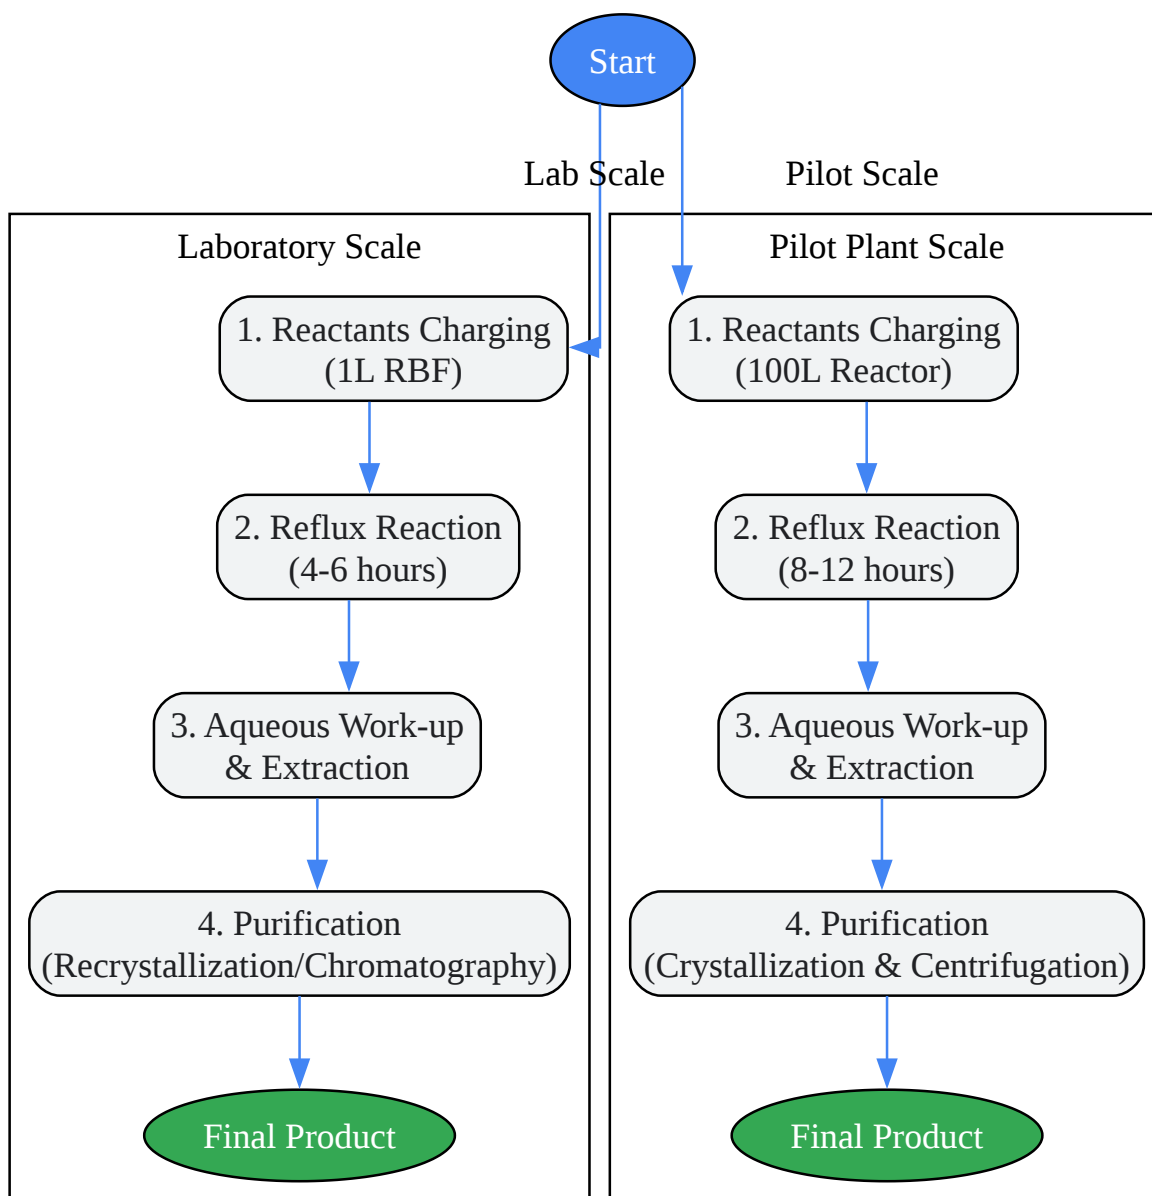 Start
Lab Scale
Pilot Scale
Laboratory Scale
1. Reactants Charging
(1L RBF)
2. Reflux Reaction
(4-6 hours)
3. Aqueous Work-up
& Extraction
4. Purification
(Recrystallization/Chromatography)
Final Product
Pilot Plant Scale
1. Reactants Charging
(100L Reactor)
2. Reflux Reaction
(8-12 hours)
3. Aqueous Work-up
& Extraction
4. Purification
(Crystallization & Centrifugation)
Final Product